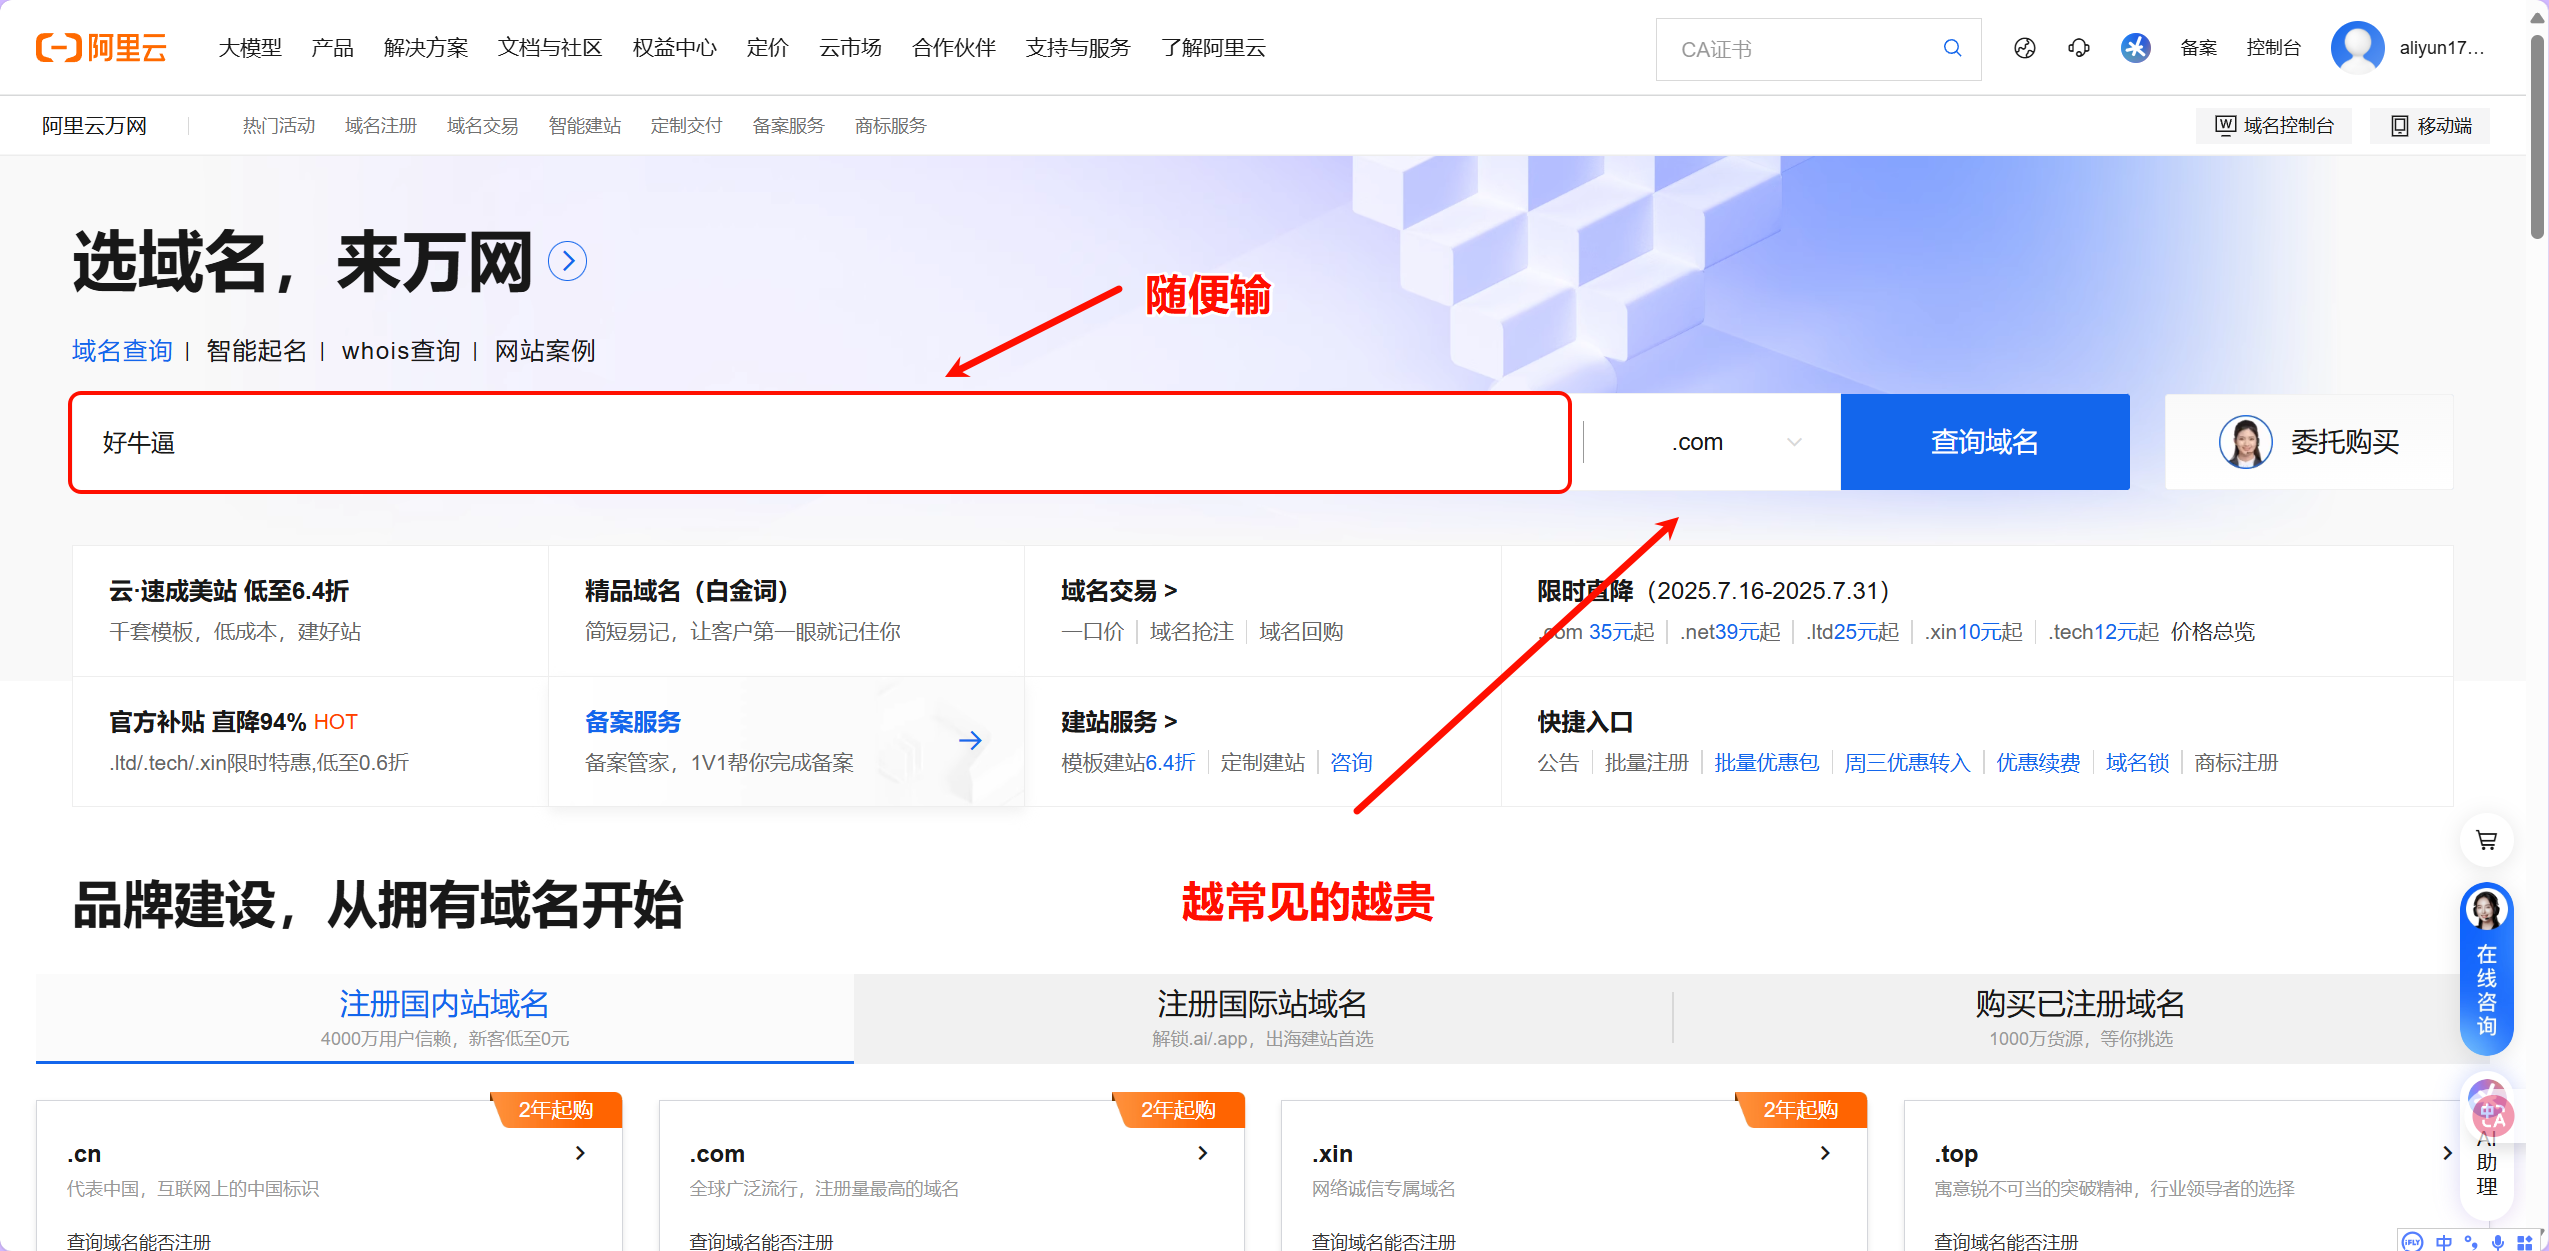 阿里云 大模型 产品 解决方案 文档与社区 权益中心 定价 云市场 合作伙伴 支持与服务 了解阿里云 CA证书 备案 控制台 aliyun17...
阿里云万网 热门活动 域名注册 域名交易 智能建站 定制交付 备案服务 商标服务 W 域名控制台 移动端
选域名，来万网
随便输
域名查询 智能起名 whois查询 网站案例
好牛逼 .com 查询域名 委托购买
云·速成美站 低至6.4折
千套模板，低成本，建好站
精品域名（白金词）
简短易记，让客户第一眼就记住你
域名交易 >
一口价 域名抢注 域名回购
限时直降（2025.7.16-2025.7.31）
.com 35元起 .net39元起 .ltd25元起 .xin10元起 .tech12元起 价格总览
官方补贴 直降94% HOT
.ltd/.tech/.xin限时特惠,低至0.6折
备案服务
备案管家，1V1帮你完成备案
建站服务 >
模板建站6.4折 定制建站 咨询
快捷入口
公告 批量注册 批量优惠包 周三优惠转入 优惠续费 域名锁 商标注册
品牌建设，从拥有域名开始
越常见的越贵
注册国内站域名
4000万用户信赖，新客低至0元
注册国际站域名
解锁.ai/.app，出海建站首选
购买已注册域名
1000万货源，等你挑选
在线咨询
2年起购
.cn
代表中国，互联网上的中国标识
查询域名能否注册
2年起购
.com
全球广泛流行，注册量最高的域名
查询域名能否注册
2年起购
.xin
网络诚信专属域名
查询域名能否注册
.top
寓意锐不可当的突破精神，行业领导者的选择
查询域名能否注册
AI助理
iFLY 中